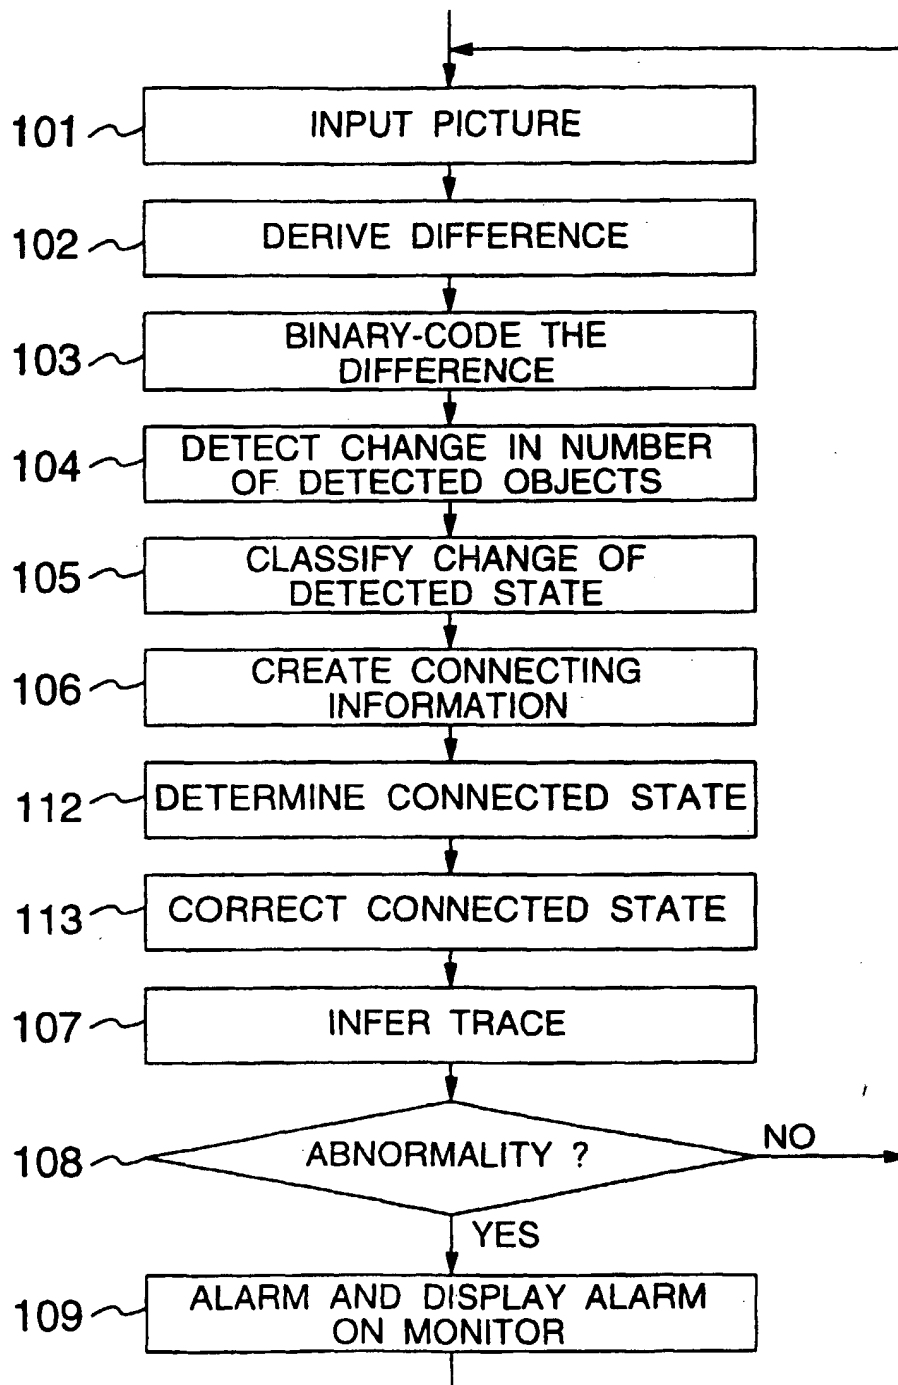 101 INPUT PICTURE
102 DERIVE DIFFERENCE
103 BINARY-CODE THE
DIFFERENCE
104 DETECT CHANGE IN NUMBER
OF DETECTED OBJECTS
105 CLASSIFY CHANGE OF
DETECTED STATE
106 CREATE CONNECTING
INFORMATION
112 DETERMINE CONNECTED STATE
113 CORRECT CONNECTED STATE
107 INFER TRACE
108 ABNORMALITY ? NO
YES
109 ALARM AND DISPLAY ALARM
ON MONITOR